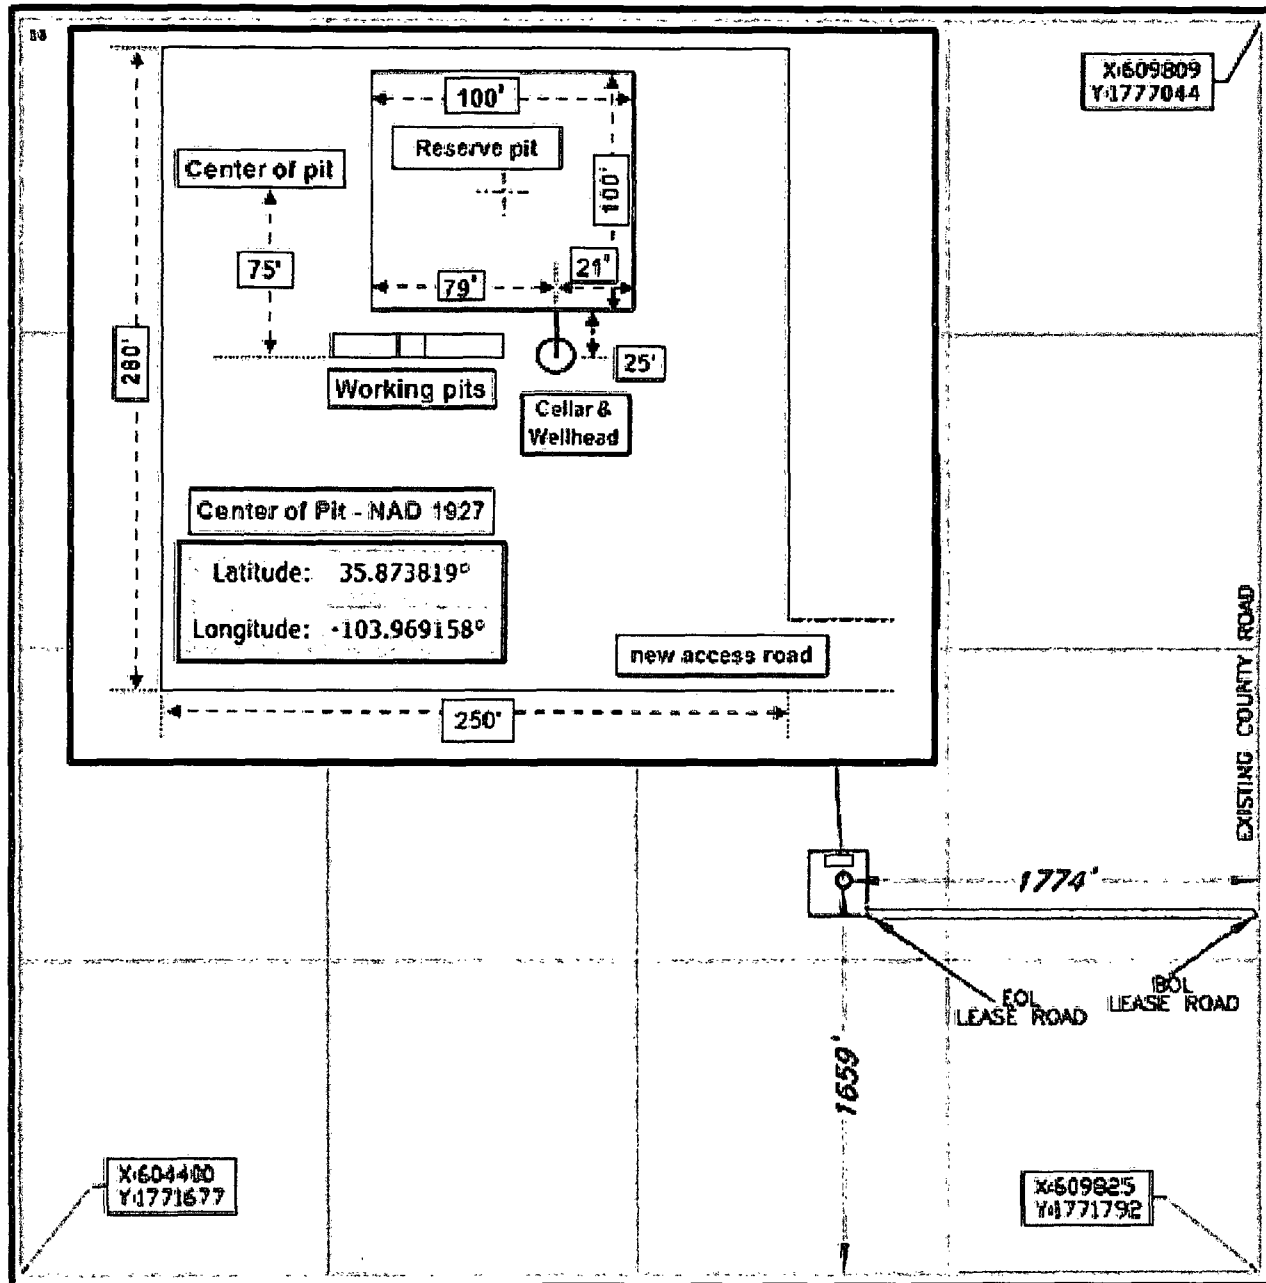 X:609809
Y:1777044
100'
Reserve pit
Center of pit
100'
75'
21'
79'
280'
25'
Working pits
Cellar &
Wellhead
Center of Pit - NAD 1927
Latitude: 35.873819°
Longitude: -103.969158°
new access road
250'
EXISTING COUNTY ROAD
1774'
EOL
LEASE ROAD
BOL
LEASE ROAD
1659'
X:604400
Y:1771677
X:609825
Y:1771792